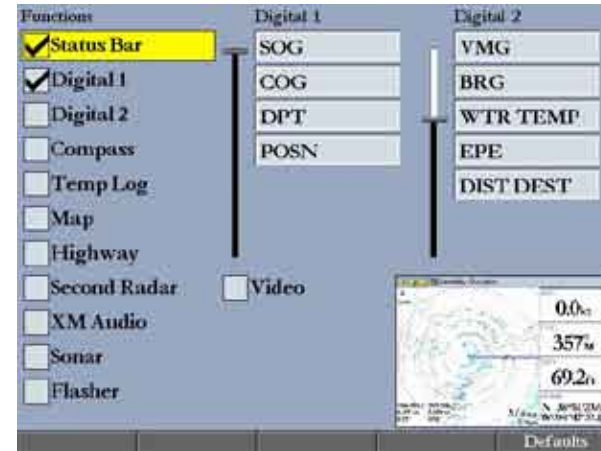 Functions
Status Bar
Digital 1
Digital 2
Compass
Temp Log
Map
Highway
Second Radar
XM Audio
Sonar
Flasher
Digital 1
SOG
COG
DPT
POSN
Video
Digital 2
VMG
BRG
WTR TEMP
EPE
DIST DEST
0.0
357
69.2
Defaults